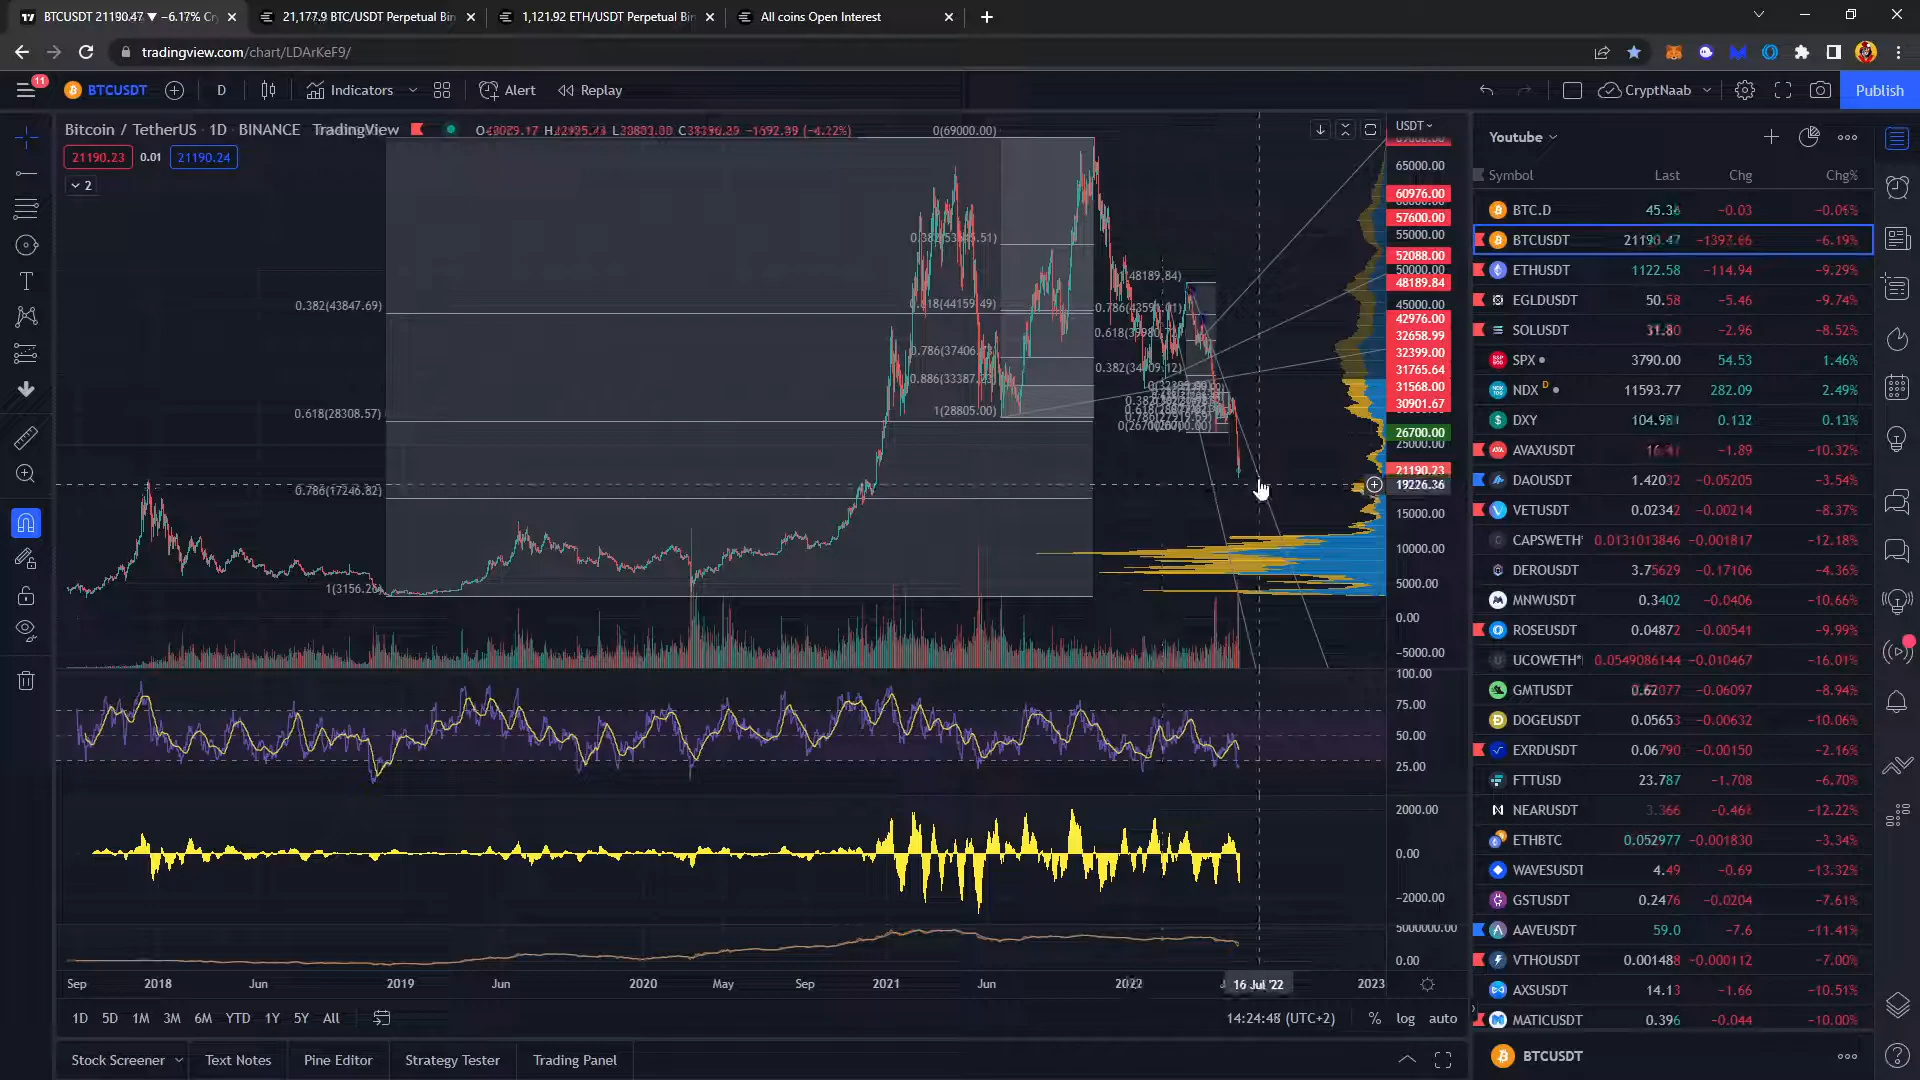 BTCUSDT 21190.47 ▼ −6.17% Cr
21,177.9 BTC/USDT Perpetual Bin
1,121.92 ETH/USDT Perpetual Bin
All coins Open Interest
tradingview.com/chart/LDArKeF9/
11
BTCUSDT
D
Indicators
Alert
Replay
CryptNaab
Publish
Bitcoin / TetherUS · 1D · BINANCE · TradingView
21190.23
0.01
21190.24
2
0(69000.00)
0.382(43847.69)
0.618(44159.49)
0.886(33387.23)
1(28805.00)
0.618(28308.57)
0.786(17246.82)
(48189.84)
0.382(34909.12)
USDT
65000.00
60976.00
57600.00
55000.00
52088.00
50000.00
48189.84
45000.00
42976.00
32658.99
32399.00
31765.64
31568.00
30901.67
26700.00
25000.00
21190.23
19226.36
15000.00
10000.00
5000.00
0.00
−5000.00
100.00
75.00
50.00
25.00
2000.00
0.00
−2000.00
5000000.00
0.00
Sep
2018
Jun
2019
Jun
2020
May
Sep
2021
Jun
2022
16 Jul '22
2023
1D
5D
1M
3M
6M
YTD
1Y
5Y
All
14:24:48 (UTC+2)
%
log
auto
Stock Screener
Text Notes
Pine Editor
Strategy Tester
Trading Panel
Youtube
Symbol Last Chg Chg%
BTC.D −0.03 −0.06%
BTCUSDT −6.19%
ETHUSDT 1122.58 −114.94 −9.29%
EGLDUSDT 50.58 −5.46 −9.74%
SOLUSDT 31.80 −2.96 −8.52%
SPX 3790.00 54.53 1.46%
NDX D 11593.77 282.09 2.49%
DXY 0.13%
AVAXUSDT −1.89 −10.32%
DAOUSDT 1.42032 −0.05205 −3.54%
VETUSDT 0.02342 −0.00214 −8.37%
CAPSWETH 0.0131013846 −0.001817 −12.18%
DEROUSDT 3.75629 −0.17106 −4.36%
MNWUSDT 0.3402 −0.0406 −10.66%
ROSEUSDT 0.04872 −0.00541 −9.99%
UCOWETH* 0.0549086144 −0.010467 −16.01%
GMTUSDT −0.06097 −8.94%
DOGEUSDT 0.05653 −0.00632 −10.06%
EXRDUSDT 0.06790 −0.00150 −2.16%
FTTUSD 23.787 −1.708 −6.70%
NEARUSDT 3.366 −12.22%
ETHBTC 0.052977 −0.001830 −3.34%
WAVESUSDT 4.49 −0.69 −13.32%
GSTUSDT 0.2476 −0.0204 −7.61%
AAVEUSDT 59.0 −7.6 −11.41%
VTHOUSDT 0.001488 −0.000112 −7.00%
AXSUSDT 14.13 −1.66 −10.51%
MATICUSDT 0.396 −0.044 −10.00%
BTCUSDT